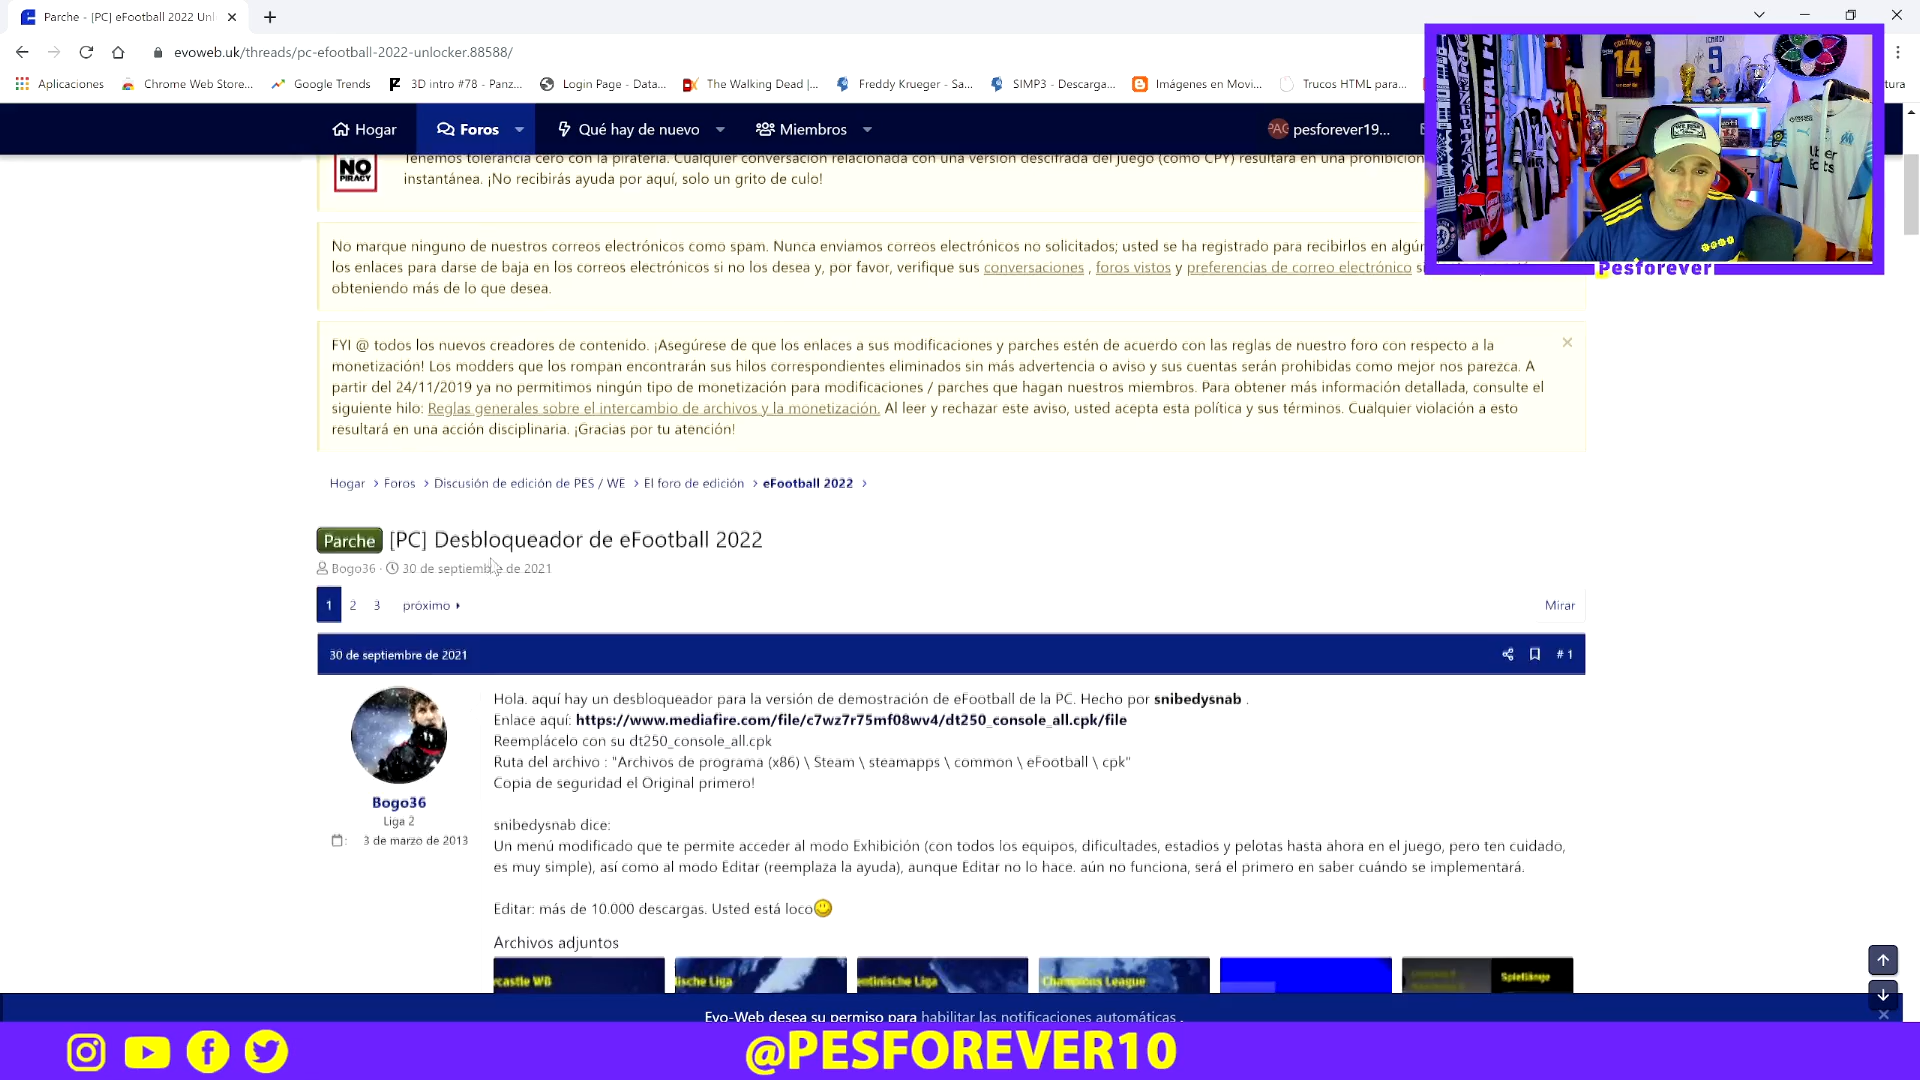 Parche - [PC] eFootball 2022 Unl
evoweb.uk/threads/pc-efootball-2022-unlocker.88588/
Aplicaciones
Chrome Web Store...
Google Trends
3D intro #78 - Panz...
Login Page - Data...
The Walking Dead |...
Freddy Krueger - Sa...
SIMP3 - Descarga...
Imágenes en Movi...
Trucos HTML para...
tura
Hogar
Foros
Qué hay de nuevo
Miembros
PAG
pesforever19...
NO PIRACY
Tenemos tolerancia cero con la piratería. Cualquier conversación relacionada con una versión descifrada del juego (como CPY) resultará en una prohibición
instantánea. ¡No recibirás ayuda por aquí, solo un grito de culo!
No marque ninguno de nuestros correos electrónicos como spam. Nunca enviamos correos electrónicos no solicitados; usted se ha registrado para recibirlos en algún
los enlaces para darse de baja en los correos electrónicos si no los desea y, por favor, verifique sus conversaciones , foros vistos y preferencias de correo electrónico si
obteniendo más de lo que desea.
FYI @ todos los nuevos creadores de contenido. ¡Asegúrese de que los enlaces a sus modificaciones y parches estén de acuerdo con las reglas de nuestro foro con respecto a la
monetización! Los modders que los rompan encontrarán sus hilos correspondientes eliminados sin más advertencia o aviso y sus cuentas serán prohibidas como mejor nos parezca. A
partir del 24/11/2019 ya no permitimos ningún tipo de monetización para modificaciones / parches que hagan nuestros miembros. Para obtener más información detallada, consulte el
siguiente hilo: Reglas generales sobre el intercambio de archivos y la monetización. Al leer y rechazar este aviso, usted acepta esta política y sus términos. Cualquier violación a esto
resultará en una acción disciplinaria. ¡Gracias por tu atención!
Hogar > Foros > Discusión de edición de PES / WE > El foro de edición > eFootball 2022 >
Parche [PC] Desbloqueador de eFootball 2022
Bogo36 · 30 de septiembre de 2021
1 2 3 próximo
Mirar
30 de septiembre de 2021
# 1
Hola. aquí hay un desbloqueador para la versión de demostración de eFootball de la PC. Hecho por snibedysnab .
Enlace aquí: https://www.mediafire.com/file/c7wz7r75mf08wv4/dt250_console_all.cpk/file
Reemplácelo con su dt250_console_all.cpk
Ruta del archivo : "Archivos de programa (x86) \ Steam \ steamapps \ common \ eFootball \ cpk"
Copia de seguridad el Original primero!
Bogo36
Liga 2
3 de marzo de 2013
snibedysnab dice:
Un menú modificado que te permite acceder al modo Exhibición (con todos los equipos, dificultades, estadios y pelotas hasta ahora en el juego, pero ten cuidado,
es muy simple), así como al modo Editar (reemplaza la ayuda), aunque Editar no lo hace. aún no funciona, será el primero en saber cuándo se implementará.
Editar: más de 10.000 descargas. Usted está loco
Archivos adjuntos
rcastle WB
lische Liga
entinische Liga
Champions League
Spiellänge
Evo-Web desea su permiso para habilitar las notificaciones automáticas .
@PESFOREVER10
Pesforever
ARSENAL
14
9